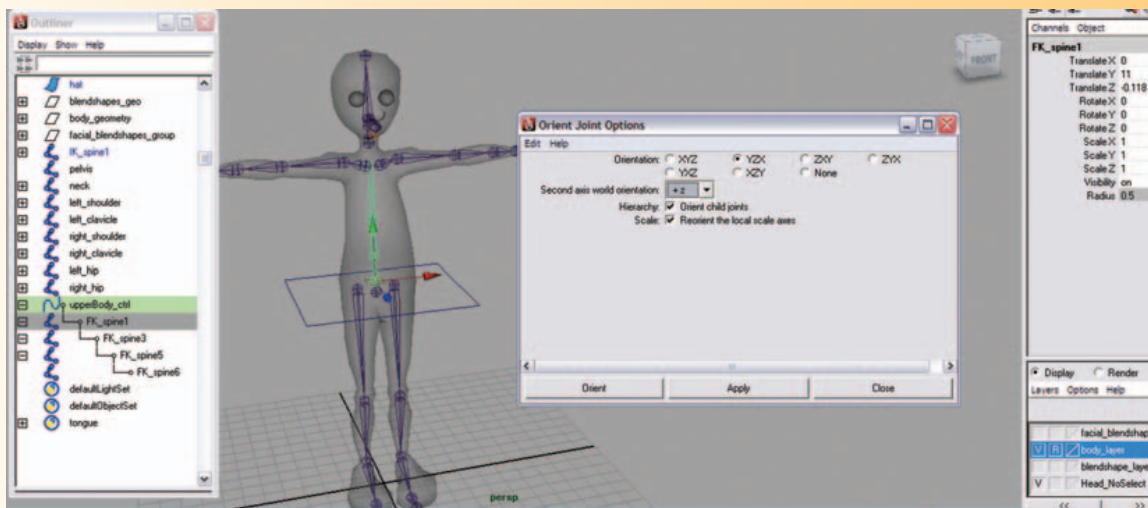 Outliner
Display Show Help
hat
blendshapes_geo
body_geometry
facial_blendshapes_group
IK_spine1
pelvis
neck
left_shoulder
left_clavicle
right_shoulder
right_clavicle
left_hip
right_hip
upperBody_ctrl
FK_spine1
FK_spine3
FK_spine5
FK_spine6
defaultLightSet
defaultObjectSet
tongue
FRONT
persp
Orient Joint Options
Edit Help
Orientation: XYZ YZX ZXY ZYX
YXZ XZY None
Second axis world orientation: +z
Hierarchy: Orient child joints
Scale: Reorient the local scale axes
Orient Apply Close
Channels Object
FK_spine1
Translate X 0
Translate Y 11
Translate Z -0.118
Rotate X 0
Rotate Y 0
Rotate Z 0
Scale X 1
Scale Y 1
Scale Z 1
Visibility on
Radius 0.5
Display Render
Layers Options Help
facial_blendshap
V R body_layer
blendshape_laye
V Head_NoSelect